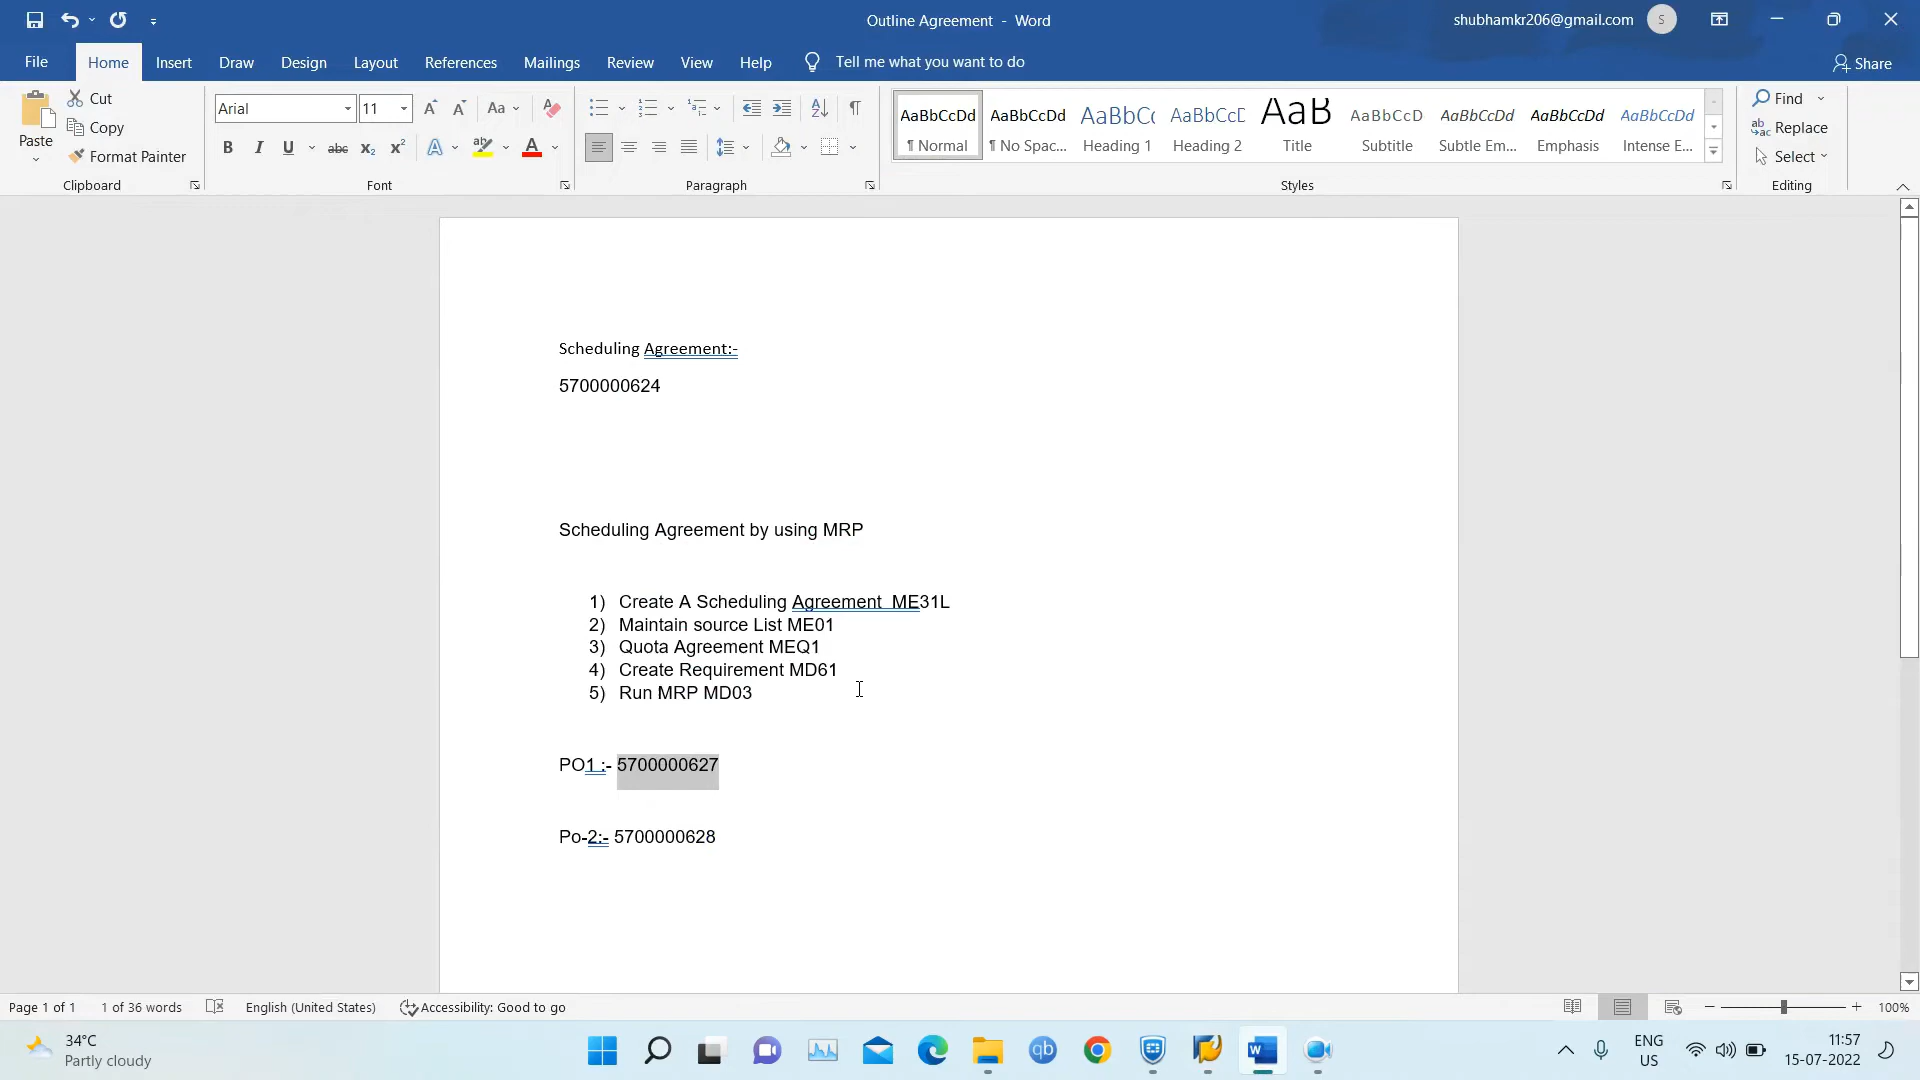 Outline Agreement - Word
shubhamkr206@gmail.com
S
File
Home
Insert
Draw
Design
Layout
References
Mailings
Review
View
Help
Tell me what you want to do
Share
Paste
Cut
Copy
Format Painter
Clipboard
Arial
11
Font
Paragraph
AaBbCcDd
¶ Normal
AaBbCcDd
¶ No Spac...
AaBbCc
Heading 1
AaBbCcD
Heading 2
AaB
Title
AaBbCcD
Subtitle
AaBbCcDd
Subtle Em...
AaBbCcDd
Emphasis
AaBbCcDd
Intense E...
Styles
Find
Replace
Select
Editing
Scheduling Agreement:-
5700000624
Scheduling Agreement by using MRP
1) Create A Scheduling Agreement ME31L
2) Maintain source List ME01
3) Quota Agreement MEQ1
4) Create Requirement MD61
5) Run MRP MD03
PO1 :- 5700000627
Po-2:- 5700000628
Page 1 of 1
1 of 36 words
English (United States)
Accessibility: Good to go
100%
34°C
Partly cloudy
ENG
US
11:57
15-07-2022